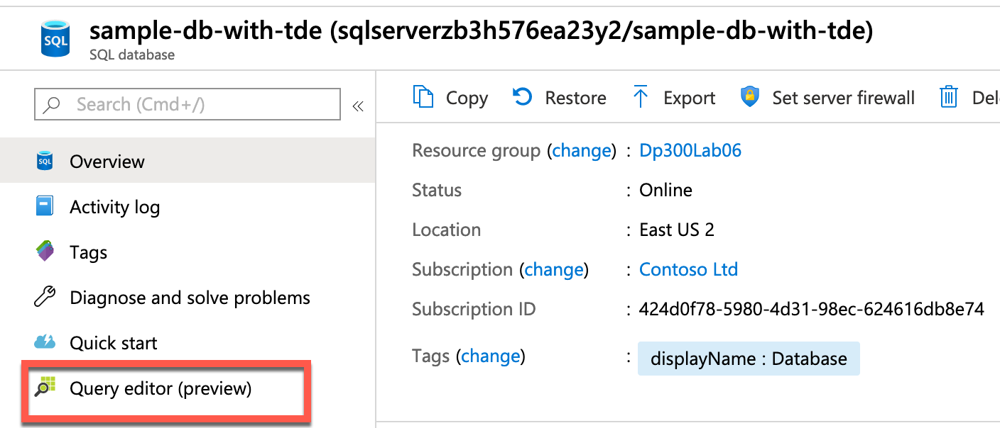 SQL
sample-db-with-tde (sqlserverzb3h576ea23y2/sample-db-with-tde)
SQL database
Search (Cmd+/)
«
Copy Restore Export Set server firewall
SQL Overview
Activity log
Tags
Diagnose and solve problems
Quick start
Query editor (preview)
Resource group (change) : Dp300Lab06
Status : Online
Location : East US 2
Subscription (change) : Contoso Ltd
Subscription ID : 424d0f78-5980-4d31-98ec-624616db8e74
Tags (change) : displayName : Database